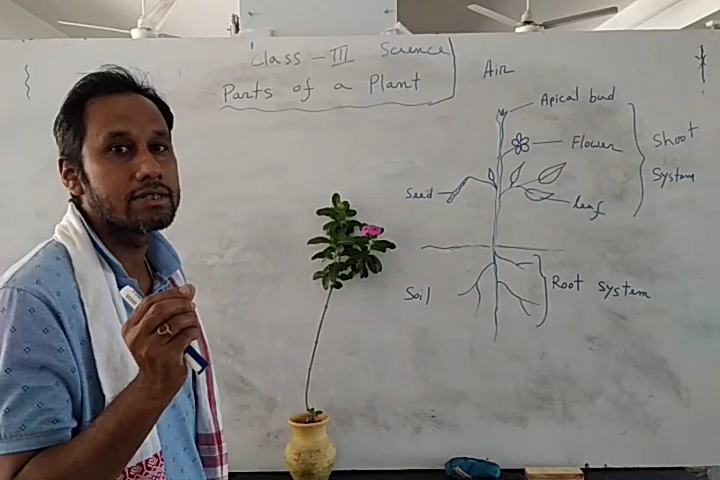 Class - III Science
Parts of a Plant
Air
Apical bud
Flower
Shoot
System
Seed
leaf
Soil
Root system